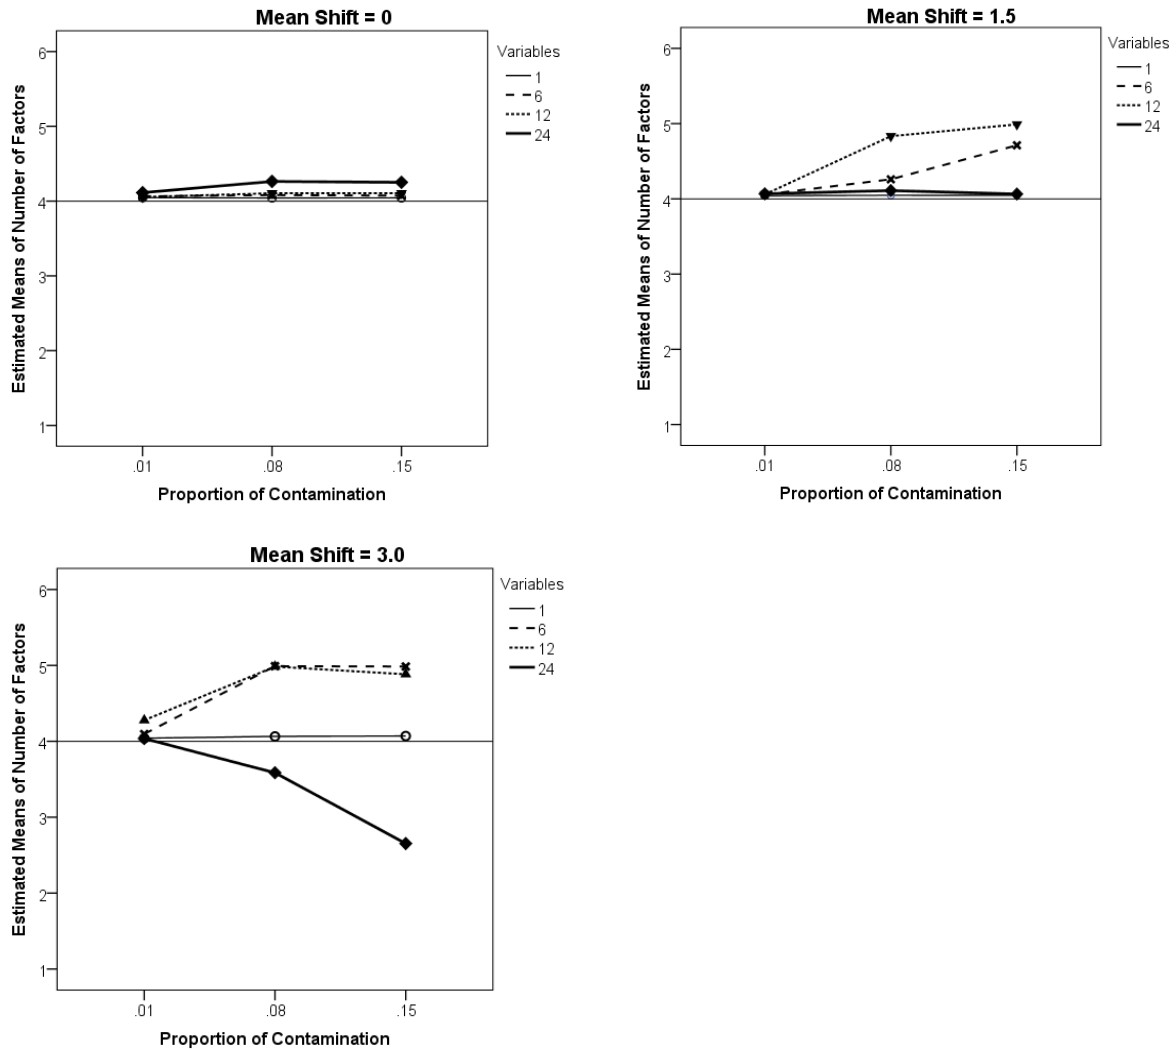 Mean Shift = 0
Estimated Means of Number of Factors
6
5
4
3
2
1
.01 .08 .15
Proportion of Contamination
Variables
1
6
12
24
Mean Shift = 1.5
Estimated Means of Number of Factors
6
5
4
3
2
1
.01 .08 .15
Proportion of Contamination
Variables
1
6
12
24
Mean Shift = 3.0
Estimated Means of Number of Factors
6
5
4
3
2
1
.01 .08 .15
Proportion of Contamination
Variables
1
6
12
24